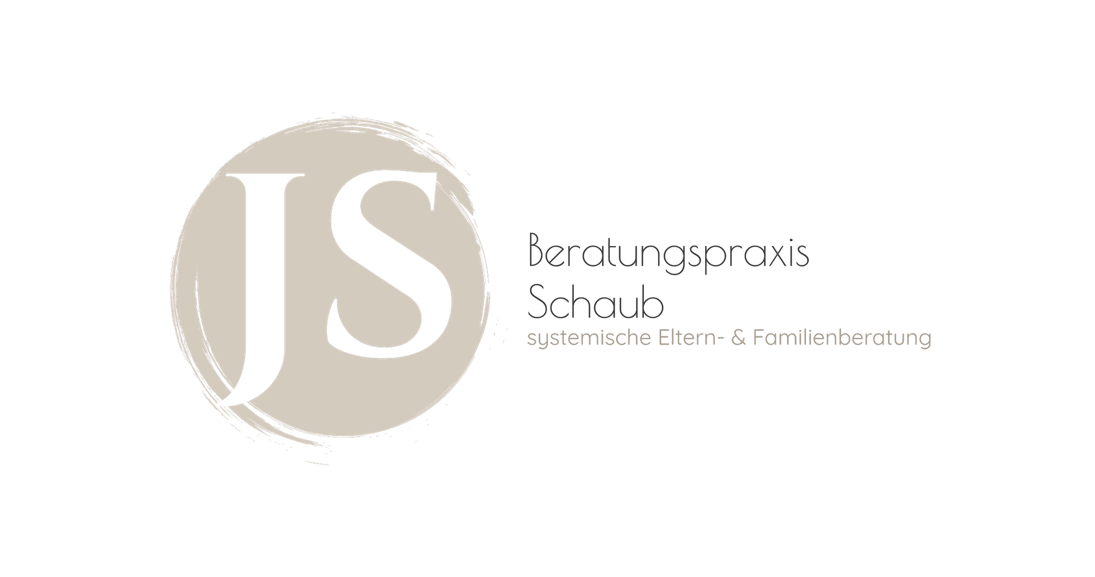 JS
Beratungspraxis
Schaub
systemische Eltern- & Familienberatung